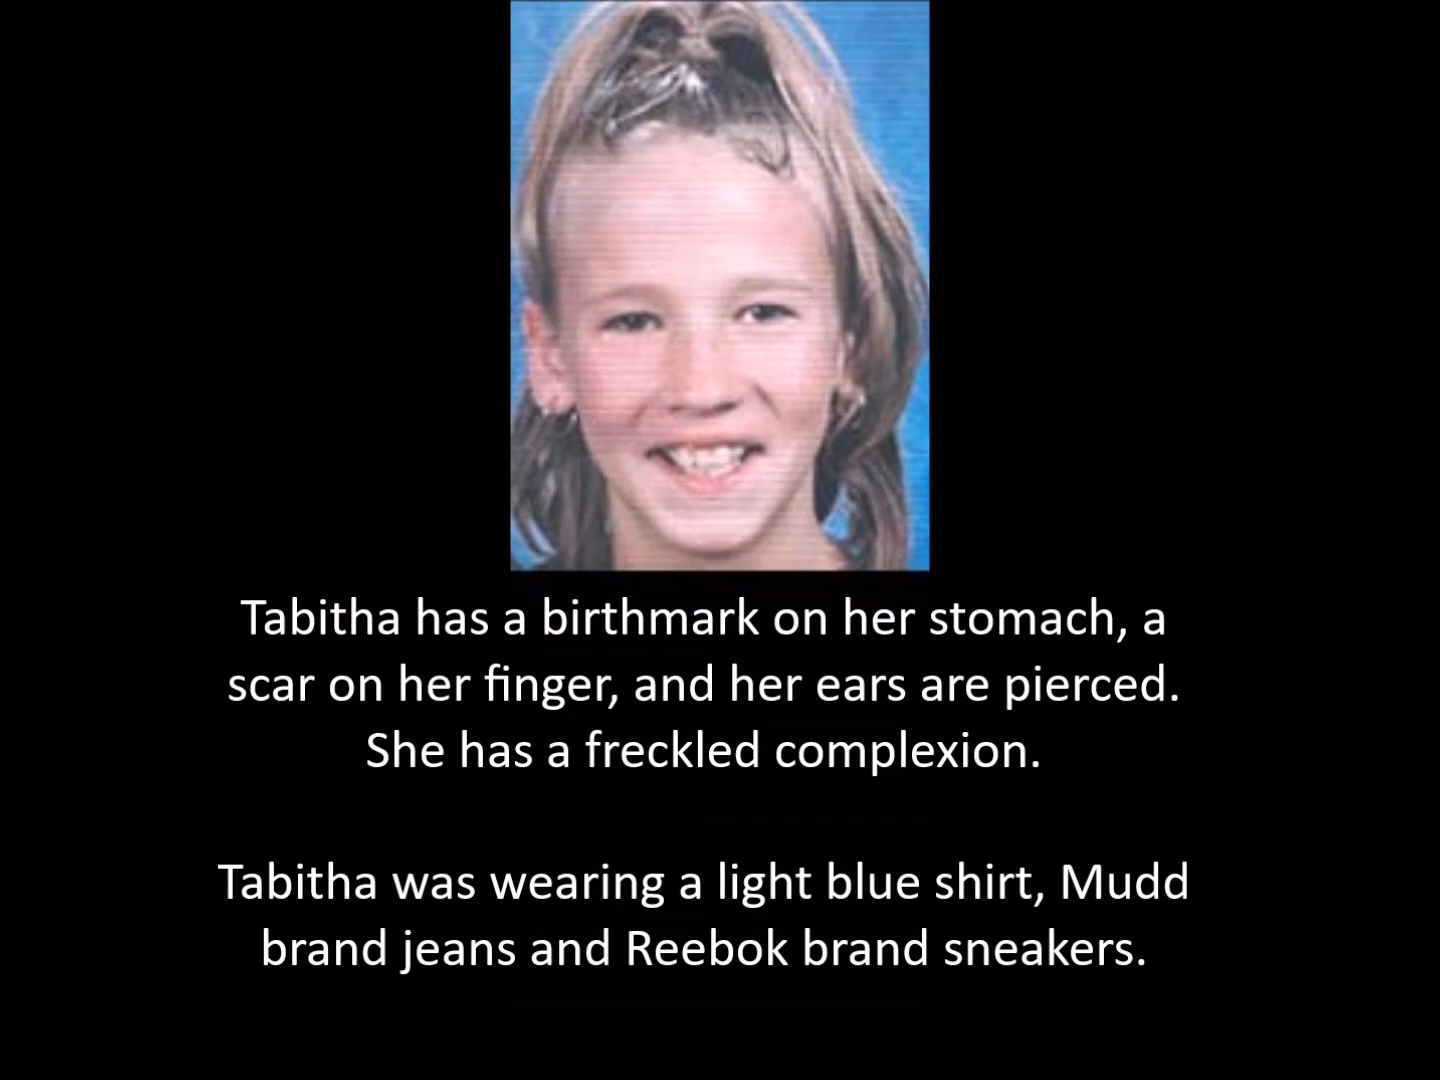 Tabitha has a birthmark on her stomach, a
scar on her finger, and her ears are pierced.
She has a freckled complexion.
Tabitha was wearing a light blue shirt, Mudd
brand jeans and Reebok brand sneakers.